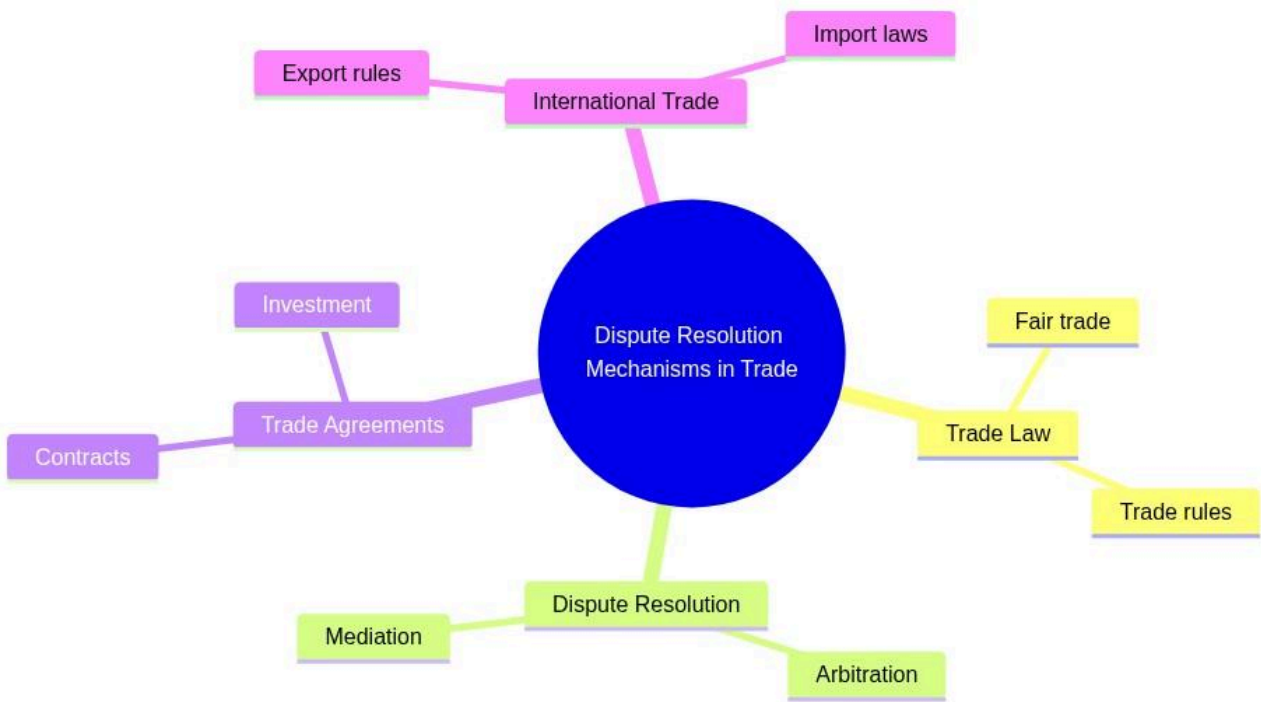 Import laws
Export rules
International Trade
Investment
Fair trade
Dispute Resolution
Mechanisms in Trade
Trade Agreements
Trade Law
Contracts
Trade rules
Dispute Resolution
Mediation
Arbitration